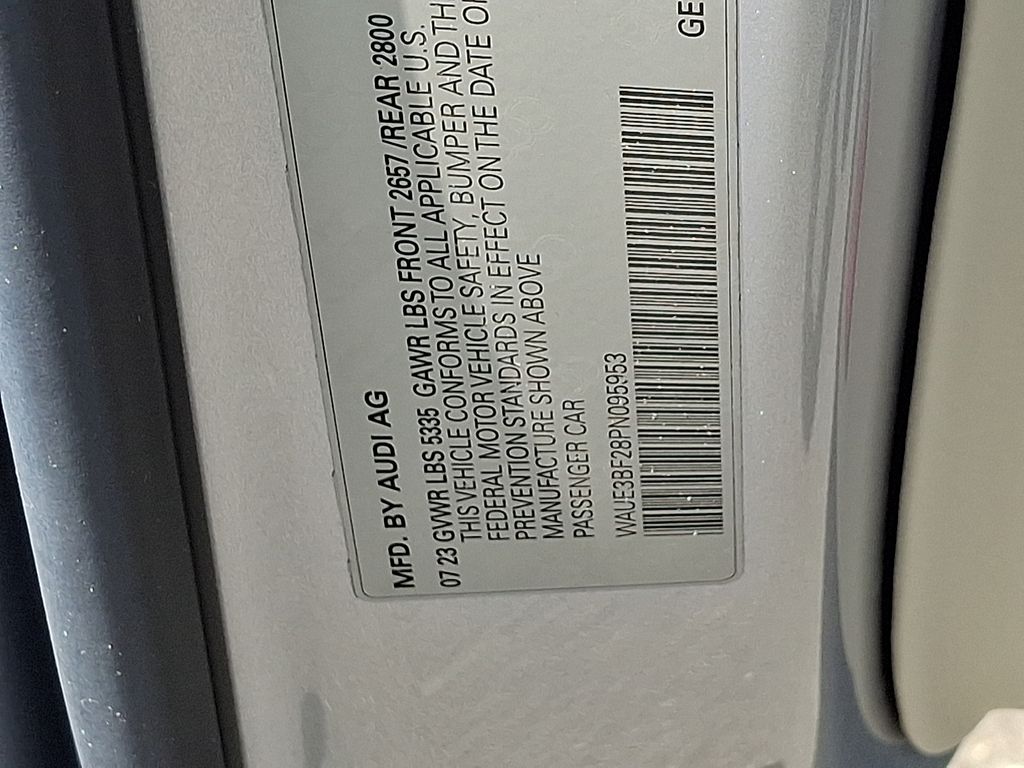 MFD. BY AUDI AG
07 23 GVWR LBS 5335 GAWR LBS FRONT 2657/REAR 2800
THIS VEHICLE CONFORMS TO ALL APPLICABLE U.S.
FEDERAL MOTOR VEHICLE SAFETY, BUMPER AND TH
PREVENTION STANDARDS IN EFFECT ON THE DATE O
MANUFACTURE SHOWN ABOVE
PASSENGER CAR
WAUE3BF28PN095953
GE